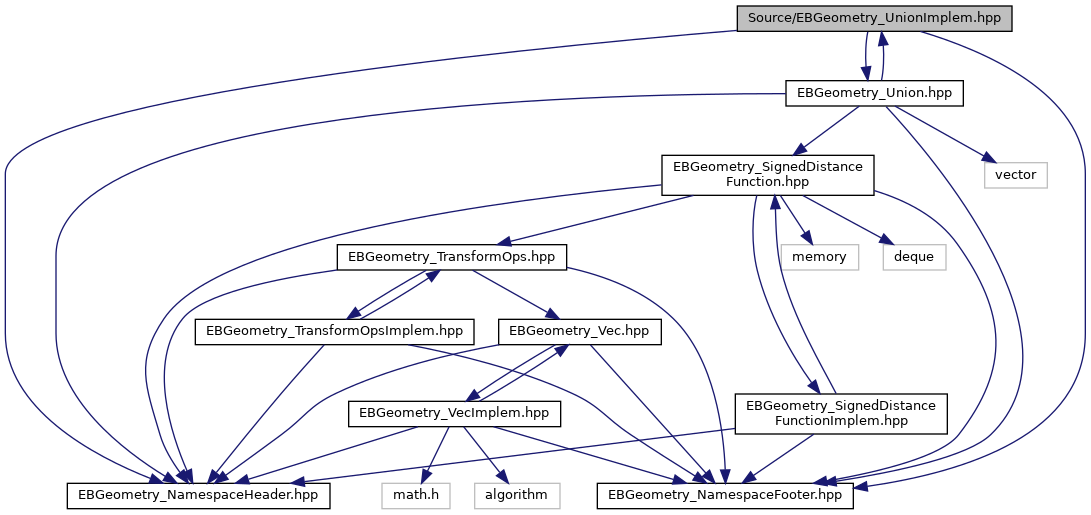 Source/EBGeometry_UnionImplem.hpp
EBGeometry_Union.hpp
EBGeometry_SignedDistance
Function.hpp
vector
EBGeometry_TransformOps.hpp
memory
deque
EBGeometry_TransformOpsImplem.hpp
EBGeometry_Vec.hpp
EBGeometry_VecImplem.hpp
EBGeometry_SignedDistance
FunctionImplem.hpp
EBGeometry_NamespaceHeader.hpp
math.h
algorithm
EBGeometry_NamespaceFooter.hpp